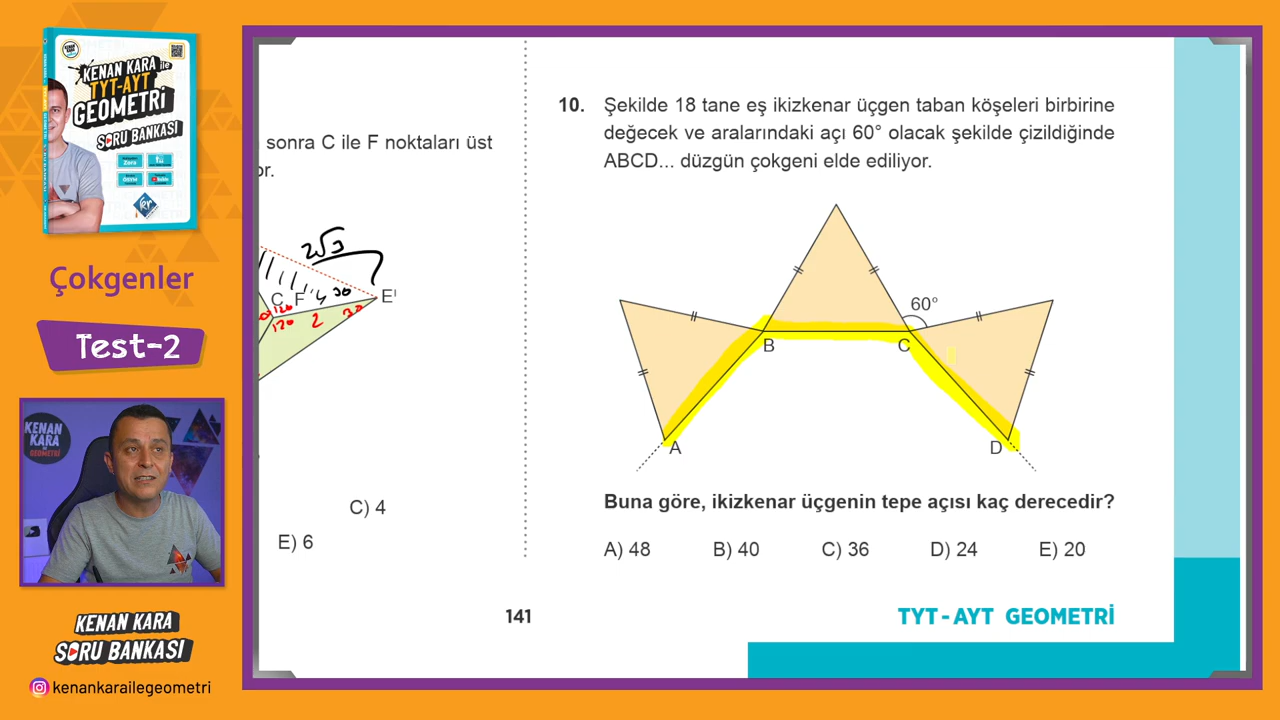 KENAN KARA ile
TYT-AYT
GEOMETRİ
SORU BANKASI
Çokgenler
Test-2
KENAN KARA
GEOMETRİ
KENAN KARA
SORU BANKASI
kenankarailegeometri
sonra C ile F noktaları üst
or.
2√3
C F 4 30 E'
120
120 2 30
C) 4
E) 6
10. Şekilde 18 tane eş ikizkenar üçgen taban köşeleri birbirine
değecek ve aralarındaki açı 60° olacak şekilde çizildiğinde
ABCD... düzgün çokgeni elde ediliyor.
60°
B C
A D
Buna göre, ikizkenar üçgenin tepe açısı kaç derecedir?
A) 48 B) 40 C) 36 D) 24 E) 20
141
TYT - AYT GEOMETRİ